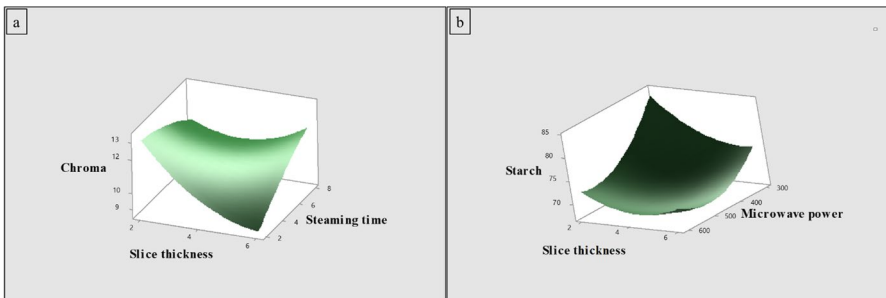 a
13
12
10
9
Chroma
2
4
6
Slice thickness
2
4
6
8
Steaming time
b
85
80
75
70
Starch
2
4
6
Slice thickness
600
500
400
300
Microwave power